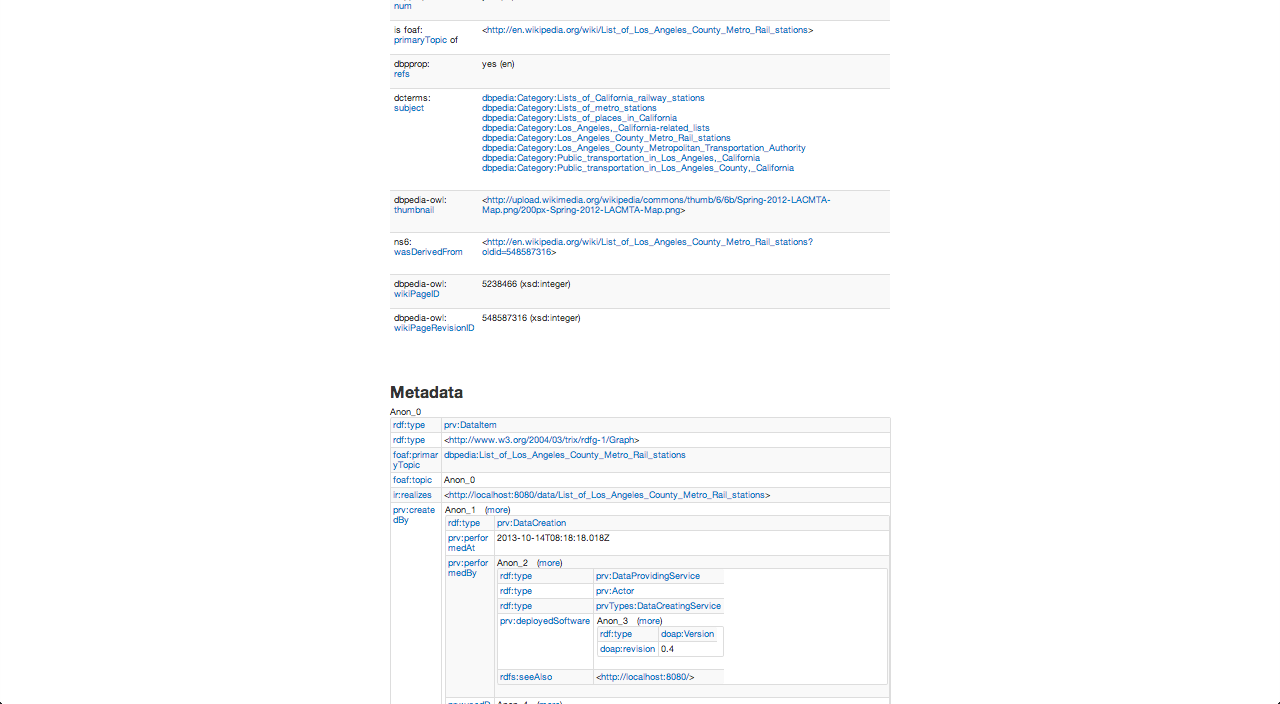 num
is foaf: <http://en.wikipedia.org/wiki/List_of_Los_Angeles_County_Metro_Rail_stations>
primaryTopic of
dbpprop: yes (en)
refs
dcterms: dbpedia:Category:Lists_of_California_railway_stations
subject dbpedia:Category:Lists_of_metro_stations
dbpedia:Category:Lists_of_places_in_California
dbpedia:Category:Los_Angeles,_California-related_lists
dbpedia:Category:Los_Angeles_County_Metro_Rail_stations
dbpedia:Category:Los_Angeles_County_Metropolitan_Transportation_Authority
dbpedia:Category:Public_transportation_in_Los_Angeles,_California
dbpedia:Category:Public_transportation_in_Los_Angeles_County,_California
dbpedia-owl: <http://upload.wikimedia.org/wikipedia/commons/thumb/6/6b/Spring-2012-LACMTA-
thumbnail Map.png/200px-Spring-2012-LACMTA-Map.png>
ns6: <http://en.wikipedia.org/wiki/List_of_Los_Angeles_County_Metro_Rail_stations?
wasDerivedFrom oldid=548587316>
dbpedia-owl: 5238466 (xsd:integer)
wikiPageID
dbpedia-owl: 548587316 (xsd:integer)
wikiPageRevisionID
Metadata
Anon_0
rdf:type prv:DataItem
rdf:type <http://www.w3.org/2004/03/trix/rdfg-1/Graph>
foaf:primar dbpedia:List_of_Los_Angeles_County_Metro_Rail_stations
yTopic
foaf:topic Anon_0
ir:realizes <http://localhost:8080/data/List_of_Los_Angeles_County_Metro_Rail_stations>
prv:create Anon_1 (more)
dBy
rdf:type prv:DataCreation
prv:perfor 2013-10-14T08:18:18.018Z
medAt
prv:perfor Anon_2 (more)
medBy
rdf:type prv:DataProvidingService
rdf:type prv:Actor
rdf:type prvTypes:DataCreatingService
prv:deployedSoftware Anon_3 (more)
rdf:type doap:Version
doap:revision 0.4
rdfs:seeAlso <http://localhost:8080/>